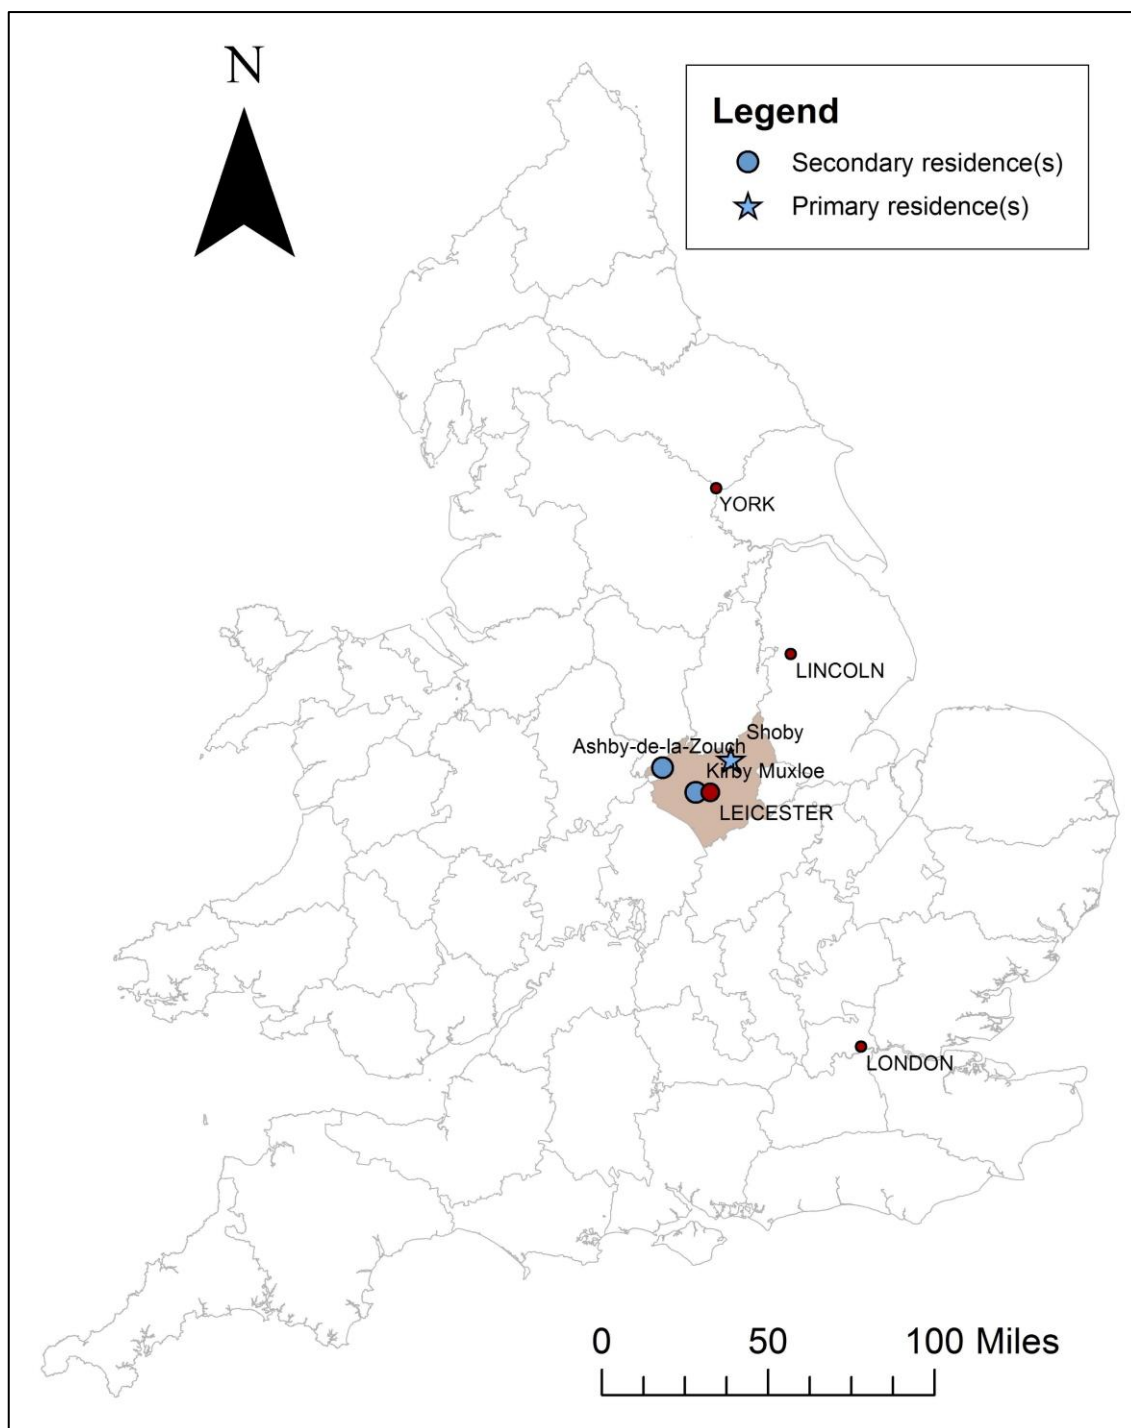 N
Legend
Secondary residence(s)
Primary residence(s)
YORK
LINCOLN
Shoby
Ashby-de-la-Zouch
Kirby Muxloe
LEICESTER
LONDON
0 50 100 Miles